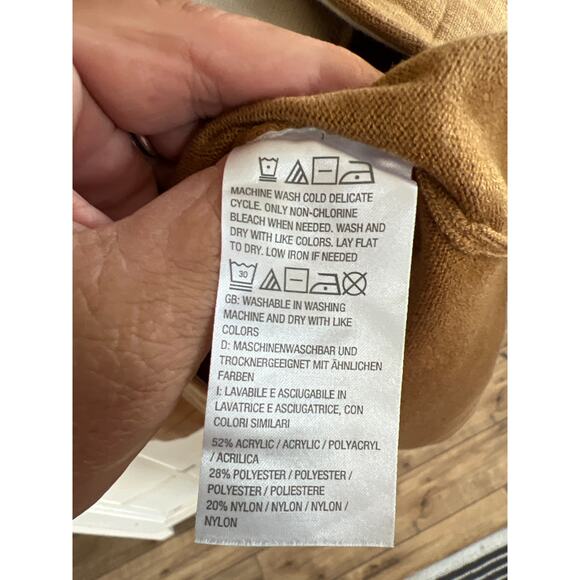 MACHINE WASH COLD DELICATE
CYCLE. ONLY NON-CHLORINE
BLEACH WHEN NEEDED. WASH AND
DRY WITH LIKE COLORS. LAY FLAT
TO DRY. LOW IRON IF NEEDED
30
GB: WASHABLE IN WASHING
MACHINE AND DRY WITH LIKE
COLORS
D: MASCHINENWASCHBAR UND
TROCKNERGEEIGNET MIT ÄHNLICHEN
FARBEN
I: LAVABILE E ASCIUGABILE IN
LAVATRICE E ASCIUGATRICE, CON
COLORI SIMILARI
52% ACRYLIC / ACRYLIC / POLYACRYL
/ ACRILICA
28% POLYESTER / POLYESTER /
POLYESTER / POLIESTERE
20% NYLON / NYLON / NYLON /
NYLON